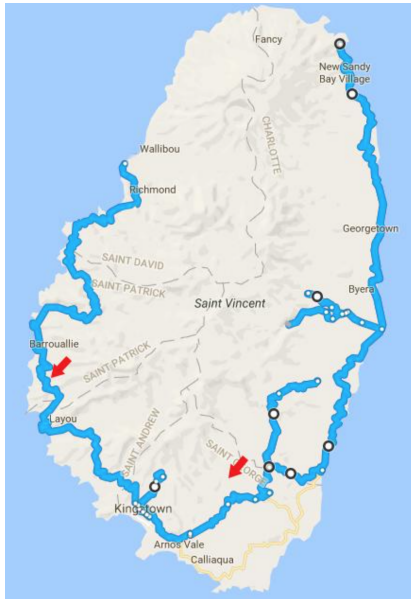 Fancy
New Sandy
Bay Village
CHARLOTTE
Wallibou
Richmond
Georgetown
SAINT DAVID
SAINT PATRICK
Byera
Saint Vincent
Barrouallie
SAINT PATRICK
Layou
SAINT ANDREW
SAINT GEORGE
Kingstown
Arnos Vale
Calliaqua